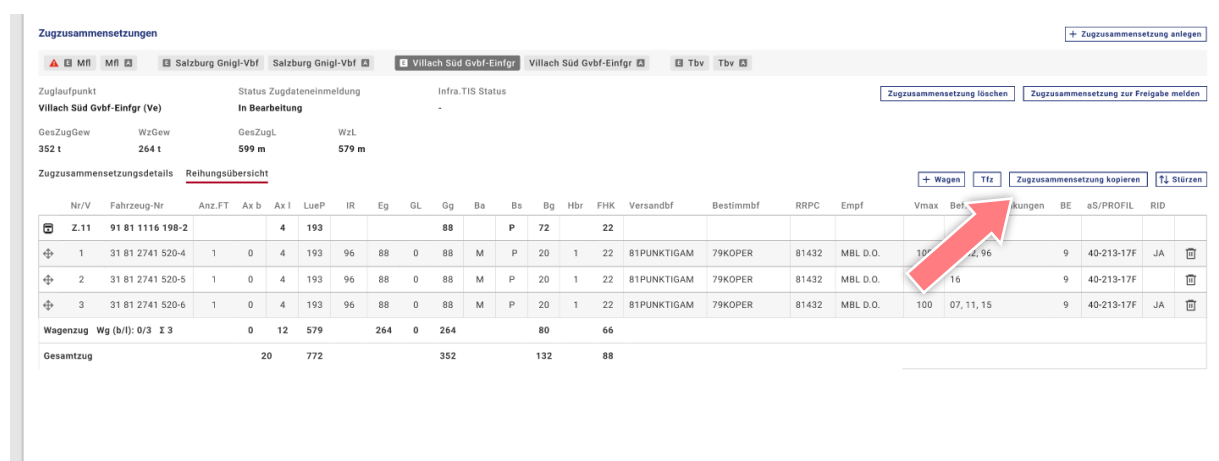 Zugzusammensetzungen
+ Zugzusammensetzung anlegen
E Mfl Mfl A E Salzburg Gnigl-Vbf Salzburg Gnigl-Vbf A E Villach Süd Gvbf-Einfgr Villach Süd Gvbf-Einfgr A E Tbv Tbv A
Zuglaufpunkt Status Zugdateneinmeldung Infra.TIS Status
Zugzusammensetzung löschen Zugzusammensetzung zur Freigabe melden
Villach Süd Gvbf-Einfgr (Ve) In Bearbeitung -
GesZugGew WzGew GesZugL WzL
352 t 264 t 599 m 579 m
Zugzusammensetzungsdetails Reihungsübersicht + Wagen Tfz Zugzusammensetzung kopieren ↑↓ Stürzen
Nr/V Fahrzeug-Nr Anz.FT Ax b Ax l LueP IR Eg GL Gg Ba Bs Bg Hbr FHK Versandbf Bestimmbf RRPC Empf Vmax BE aS/PROFIL RID
Z.11 91 81 1116 198-2 4 193 88 P 72 22
1 31 81 2741 520-4 1 0 4 193 96 88 0 88 M P 20 1 22 81PUNKTIGAM 79KOPER 81432 MBL D.O. 96 9 40-213-17F JA
2 31 81 2741 520-5 0 4 193 96 88 0 88 M P 20 1 22 81PUNKTIGAM 79KOPER 81432 MBL D.O. 16 9 40-213-17F
3 31 81 2741 520-6 1 0 4 193 96 88 0 88 M P 20 1 22 81PUNKTIGAM 79KOPER 81432 MBL D.O. 100 07, 11, 15 9 40-213-17F JA
Wagenzug Wg (b/l): 0/3 Σ 3 0 12 579 264 0 264 80 66
Gesamtzug 20 772 352 132 88